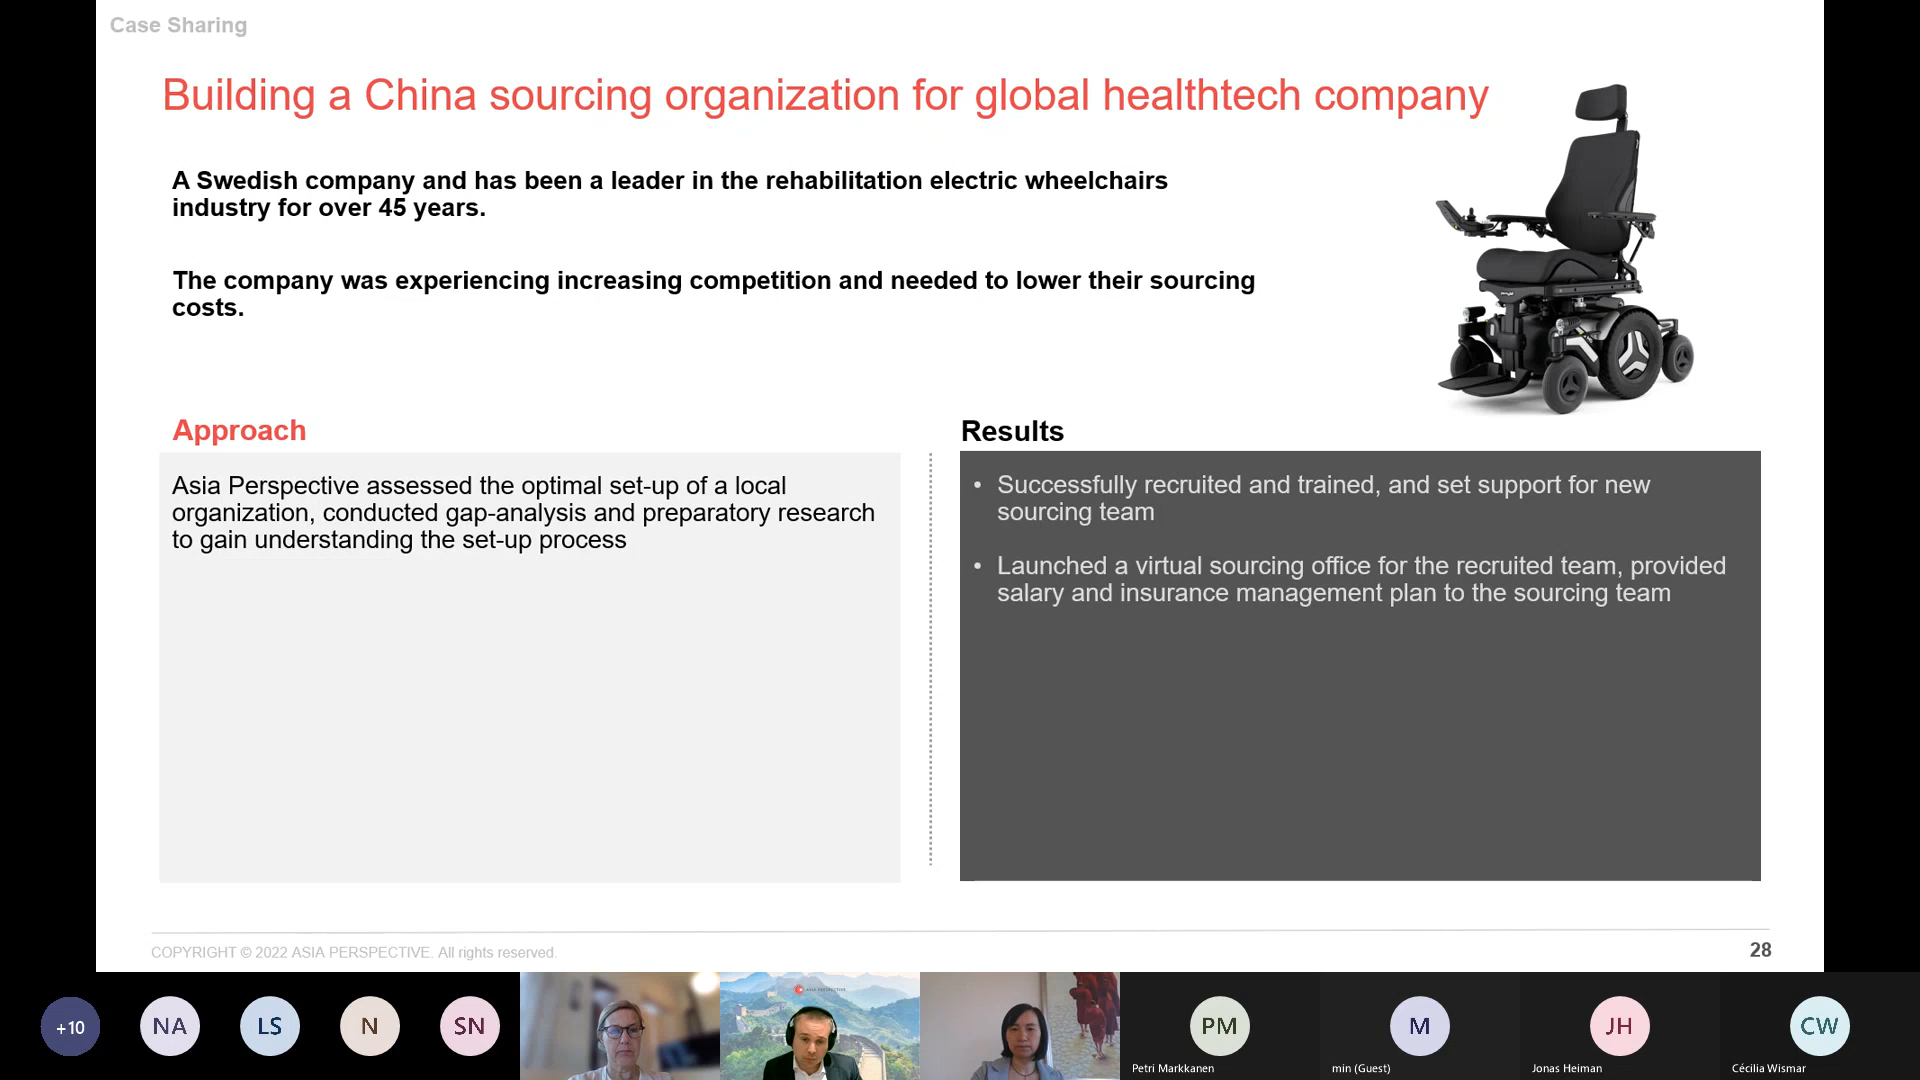 Case Sharing
Building a China sourcing organization for global healthtech company
A Swedish company and has been a leader in the rehabilitation electric wheelchairs
industry for over 45 years.
The company was experiencing increasing competition and needed to lower their sourcing
costs.
Approach
Asia Perspective assessed the optimal set-up of a local
organization, conducted gap-analysis and preparatory research
to gain understanding the set-up process
Results
• Successfully recruited and trained, and set support for new
sourcing team
• Launched a virtual sourcing office for the recruited team, provided
salary and insurance management plan to the sourcing team
COPYRIGHT © 2022 ASIA PERSPECTIVE. All rights reserved.
28
+10
NA
LS
N
SN
ASIA PERSPECTIVE
PM
Petri Markkanen
M
min (Guest)
JH
Jonas Heiman
CW
Cécilia Wismar